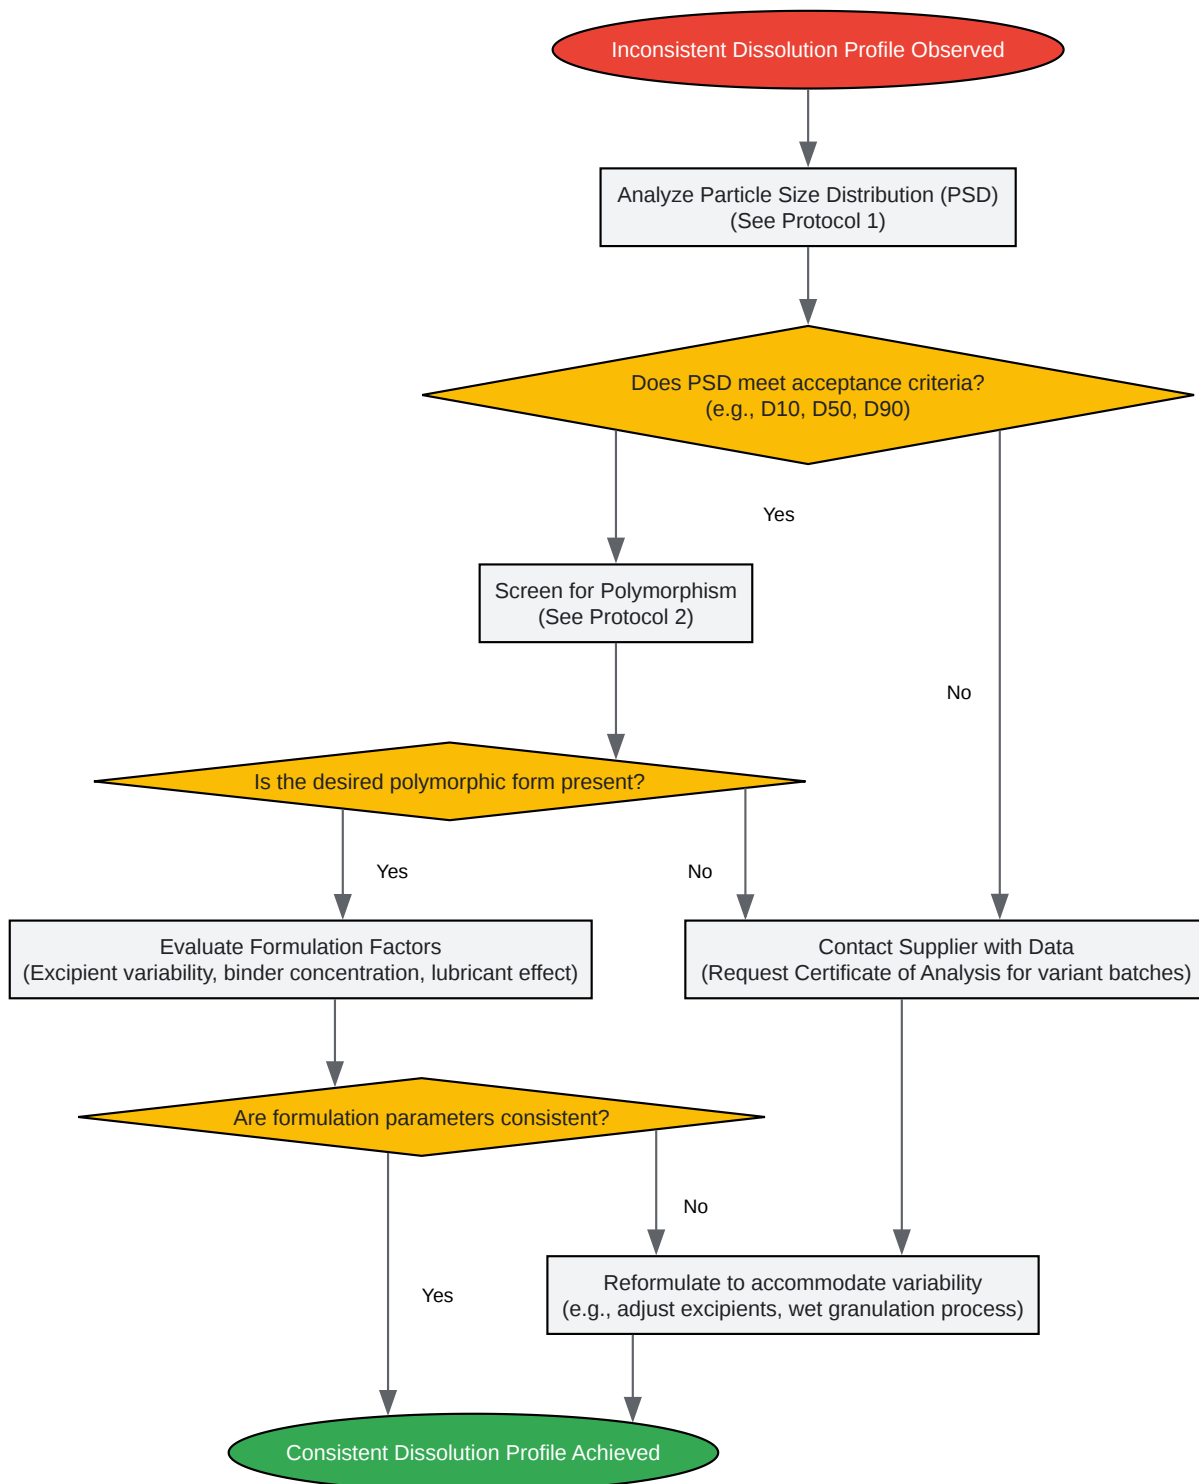 Inconsistent Dissolution Profile Observed
Analyze Particle Size Distribution (PSD)
(See Protocol 1)
Does PSD meet acceptance criteria?
(e.g., D10, D50, D90)
Yes
Screen for Polymorphism
(See Protocol 2)
No
Is the desired polymorphic form present?
Yes
No
Evaluate Formulation Factors
(Excipient variability, binder concentration, lubricant effect)
Contact Supplier with Data
(Request Certificate of Analysis for variant batches)
Are formulation parameters consistent?
No
Yes
Reformulate to accommodate variability
(e.g., adjust excipients, wet granulation process)
Consistent Dissolution Profile Achieved